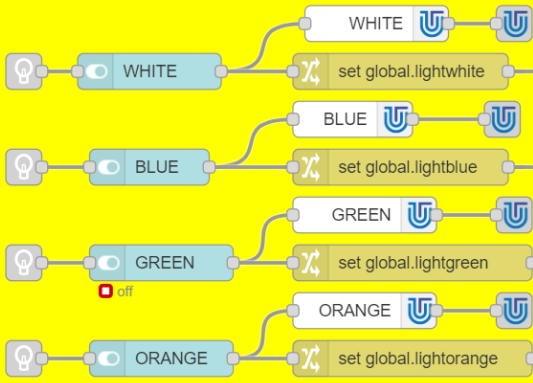 WHITE
WHITE
set global.lightwhite
BLUE
BLUE
set global.lightblue
GREEN
GREEN
set global.lightgreen
off
ORANGE
ORANGE
set global.lightorange